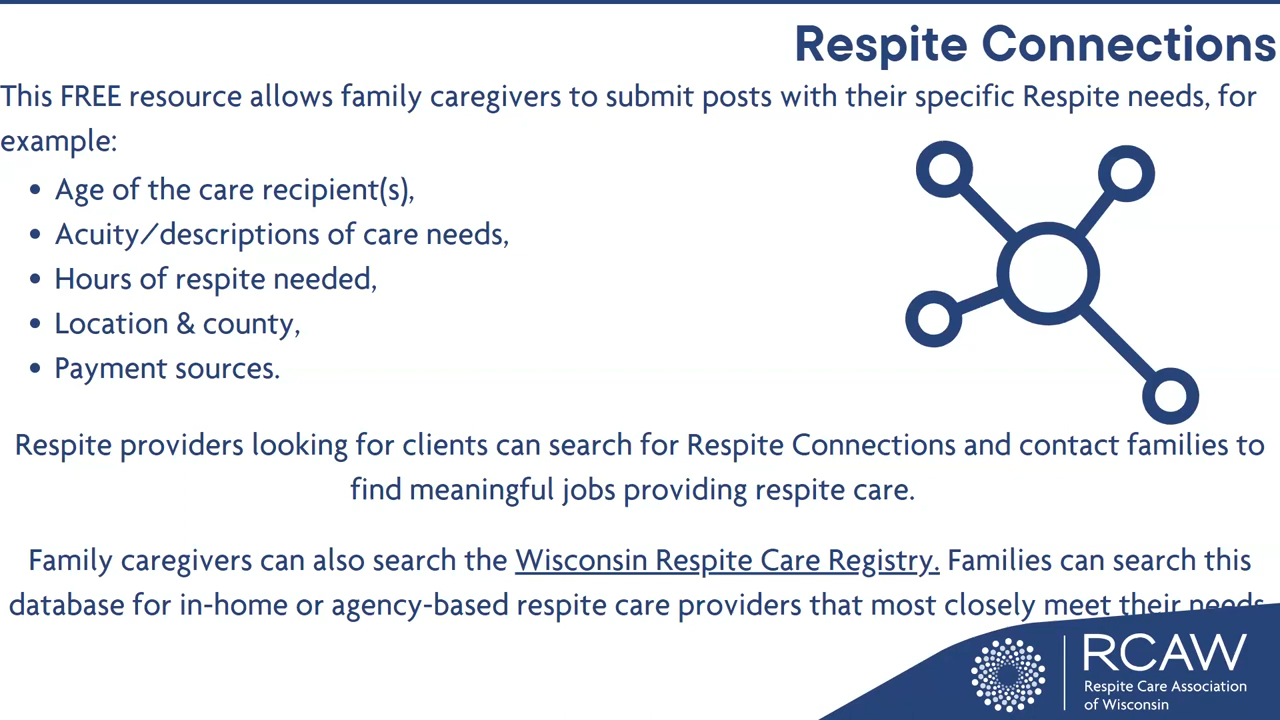 Respite Connections
This FREE resource allows family caregivers to submit posts with their specific Respite needs, for
example:
• Age of the care recipient(s),
• Acuity/descriptions of care needs,
• Hours of respite needed,
• Location & county,
• Payment sources.
Respite providers looking for clients can search for Respite Connections and contact families to
find meaningful jobs providing respite care.
Family caregivers can also search the Wisconsin Respite Care Registry. Families can search this
database for in-home or agency-based respite care providers that most closely meet their needs
RCAW
Respite Care Association
of Wisconsin